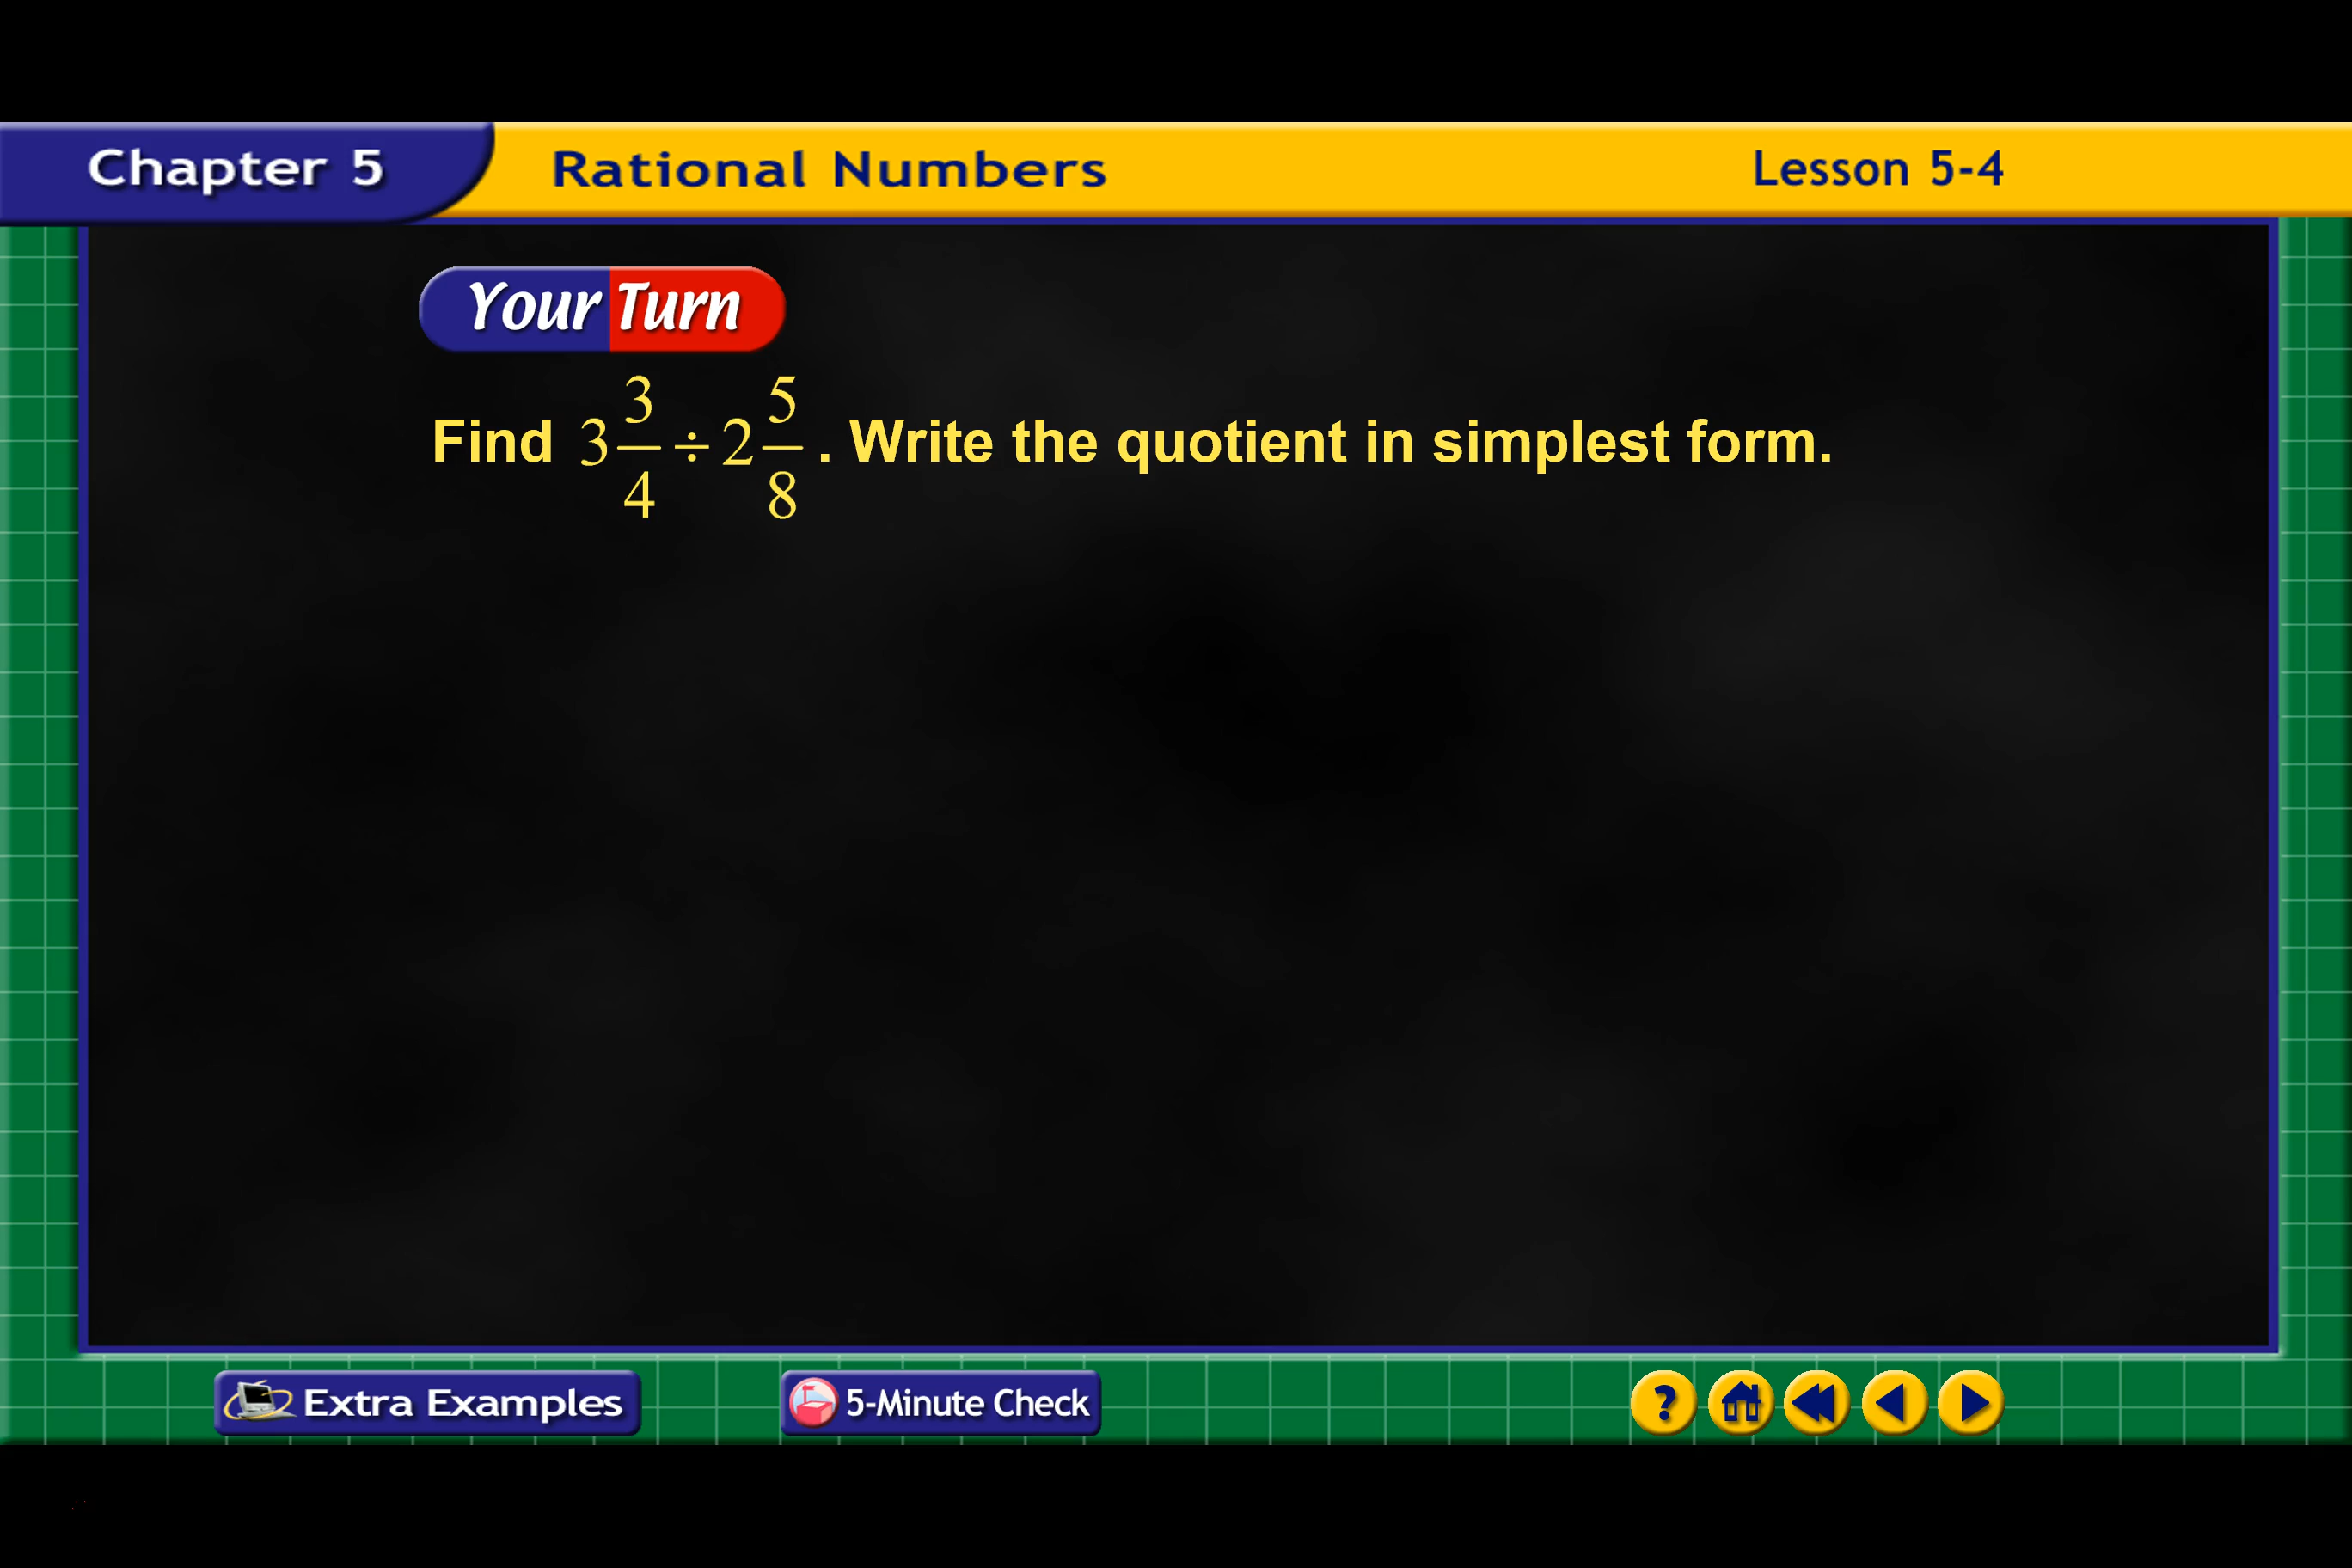 Chapter 5 Rational Numbers Lesson 5-4
Your Turn
Find 3 3/4 ÷ 2 5/8 . Write the quotient in simplest form.
Extra Examples 5-Minute Check ?